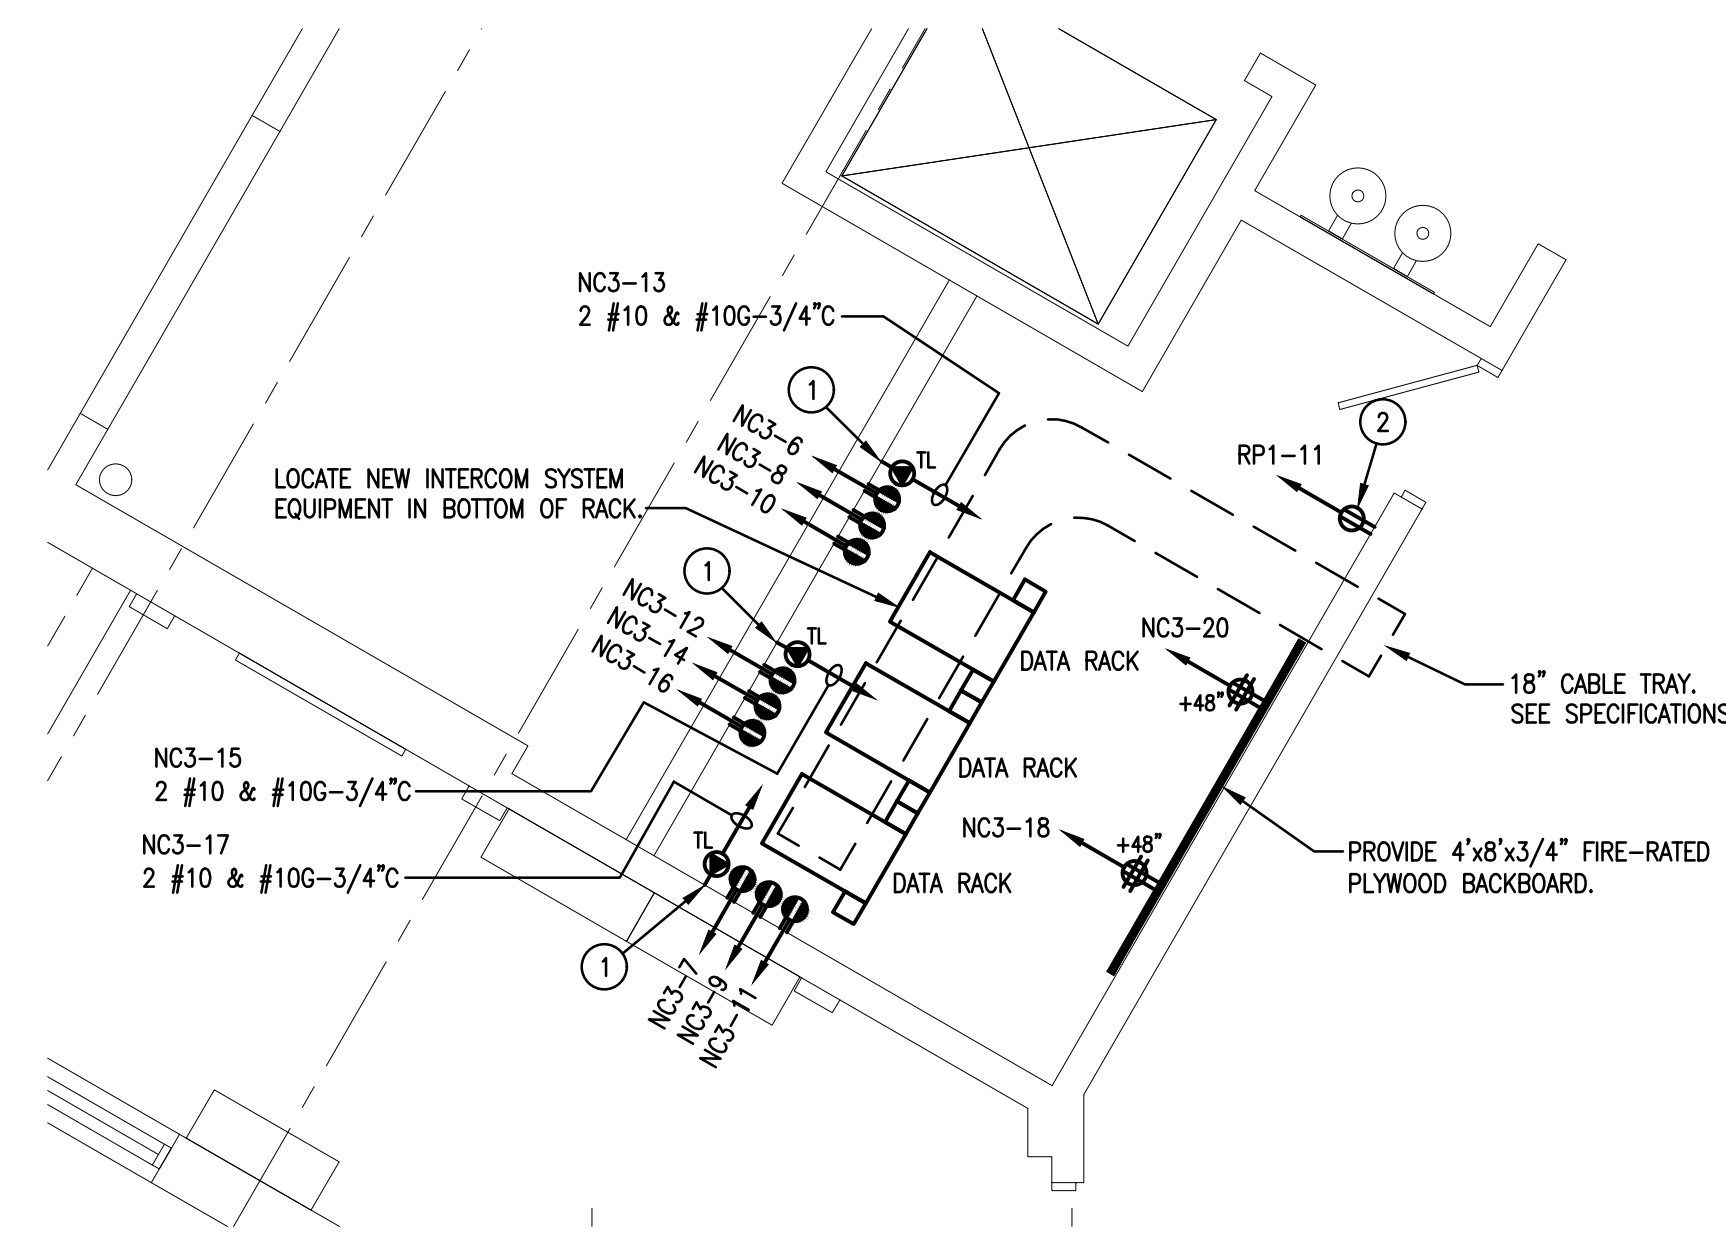 NC3-13
2 #10 & #10G-3/4"C
1
NC3-6
NC3-8
NC3-10
TL
2
RP1-11
LOCATE NEW INTERCOM SYSTEM
EQUIPMENT IN BOTTOM OF RACK.
1
NC3-12
NC3-14
NC3-16
TL
NC3-20
+48"
DATA RACK
18" CABLE TRAY.
SEE SPECIFICATIONS
NC3-15
2 #10 & #10G-3/4"C
DATA RACK
NC3-17
2 #10 & #10G-3/4"C
TL
NC3-18
+48"
PROVIDE 4'x8'x3/4" FIRE-RATED
PLYWOOD BACKBOARD.
DATA RACK
1
NC3-7
NC3-9
NC3-11